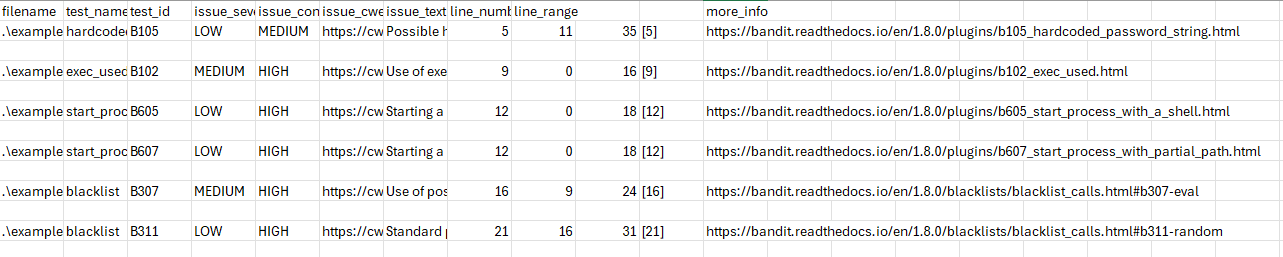 filename test_name test_id issue_seve issue_con issue_cwe issue_text line_numb line_range more_info
.\example hardcoded B105 LOW MEDIUM https://cw Possible h 5 11 35 [5] https://bandit.readthedocs.io/en/1.8.0/plugins/b105_hardcoded_password_string.html
.\example exec_used B102 MEDIUM HIGH https://cw Use of exe 9 0 16 [9] https://bandit.readthedocs.io/en/1.8.0/plugins/b102_exec_used.html
.\example start_proc B605 LOW HIGH https://cw Starting a 12 0 18 [12] https://bandit.readthedocs.io/en/1.8.0/plugins/b605_start_process_with_a_shell.html
.\example start_proc B607 LOW HIGH https://cw Starting a 12 0 18 [12] https://bandit.readthedocs.io/en/1.8.0/plugins/b607_start_process_with_partial_path.html
.\example blacklist B307 MEDIUM HIGH https://cw Use of pos 16 9 24 [16] https://bandit.readthedocs.io/en/1.8.0/blacklists/blacklist_calls.html#b307-eval
.\example blacklist B311 LOW HIGH https://cw Standard p 21 16 31 [21] https://bandit.readthedocs.io/en/1.8.0/blacklists/blacklist_calls.html#b311-random